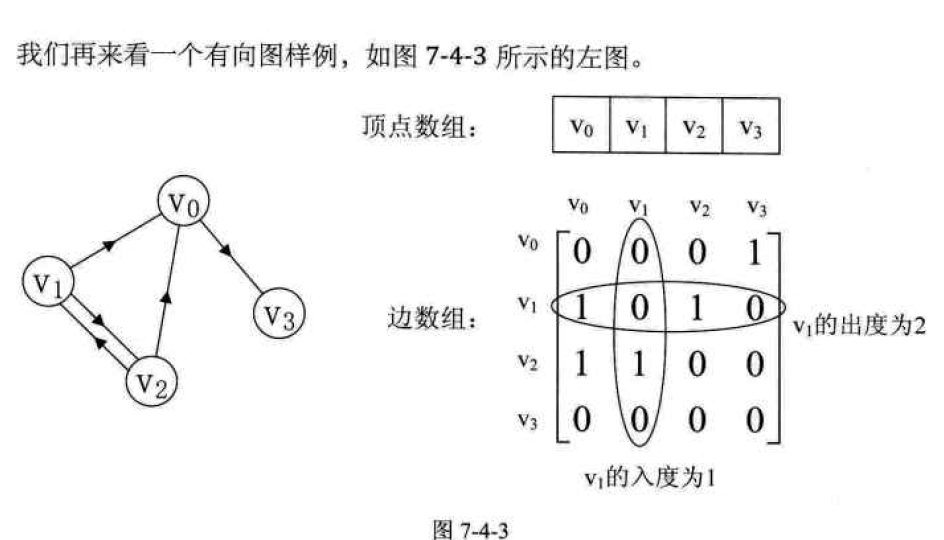 我们再来看一个有向图样例，如图 7-4-3 所示的左图。
顶点数组：
v₀ v₁ v₂ v₃
v₀ v₁ v₂ v₃
v₀ 0 0 0 1
边数组：
v₁ 1 0 1 0
v₁的出度为2
v₂ 1 1 0 0
v₃ 0 0 0 0
v₁的入度为1
V₀
V₁
V₃
V₂
图 7-4-3